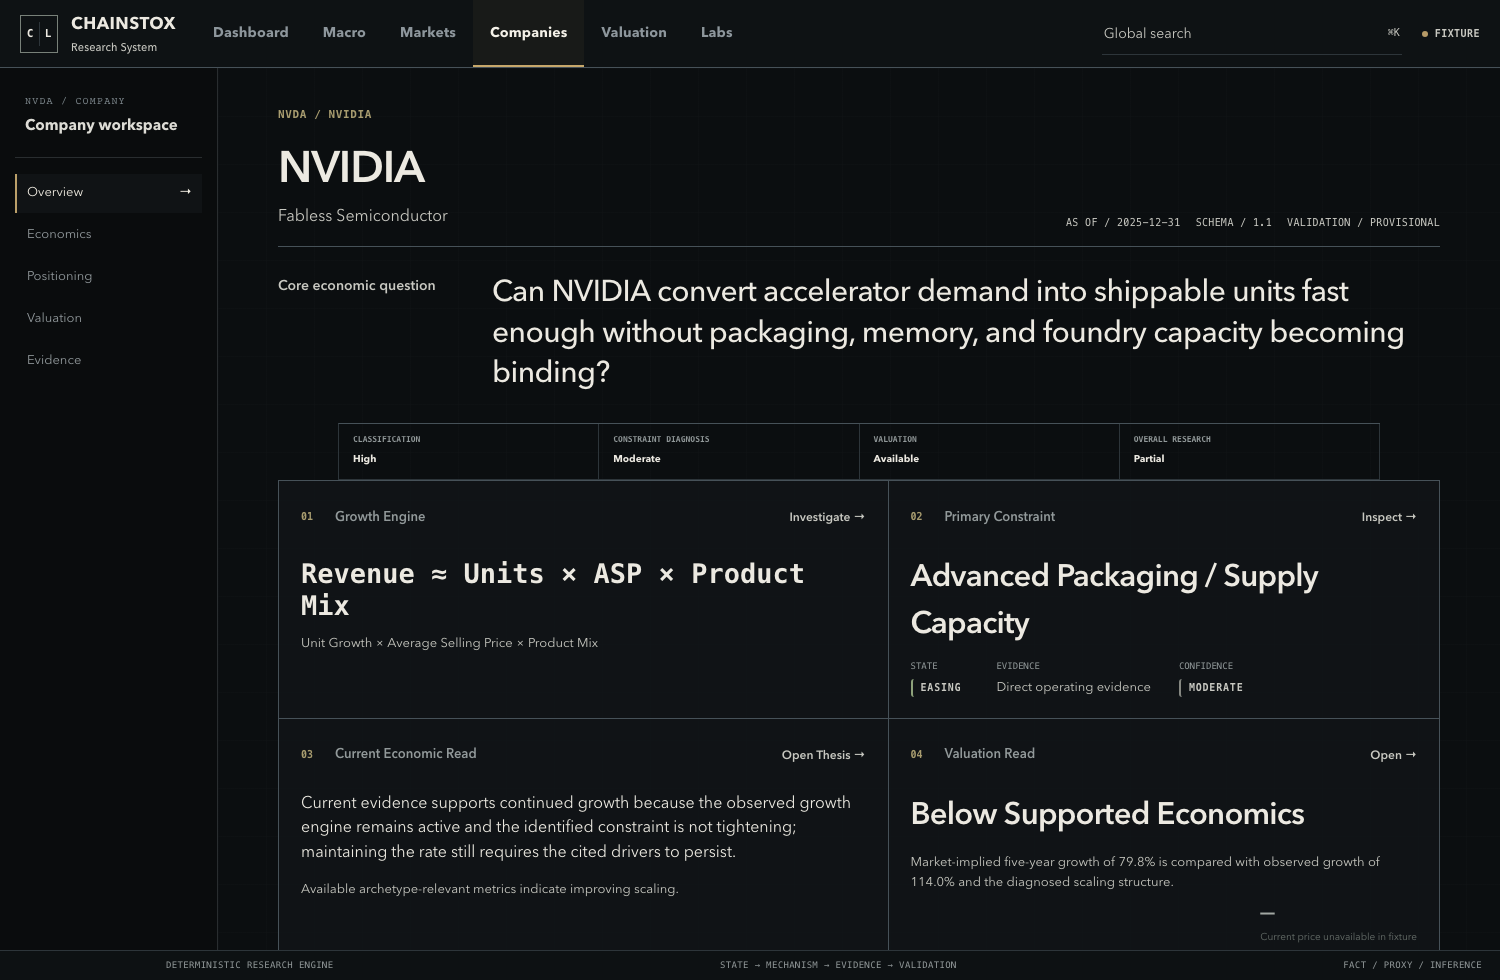 C L
CHAINSTOX
Research System
Dashboard
Macro
Markets
Companies
Valuation
Labs
Global search
⌘K
FIXTURE
NVDA / COMPANY
Company workspace
Overview →
Economics
Positioning
Valuation
Evidence
NVDA / NVIDIA
NVIDIA
Fabless Semiconductor
AS OF / 2025-12-31 SCHEMA / 1.1 VALIDATION / PROVISIONAL
Core economic question
Can NVIDIA convert accelerator demand into shippable units fast
enough without packaging, memory, and foundry capacity becoming
binding?
CLASSIFICATION
High
CONSTRAINT DIAGNOSIS
Moderate
VALUATION
Available
OVERALL RESEARCH
Partial
01 Growth Engine
Investigate →
Revenue ≈ Units × ASP × Product
Mix
Unit Growth × Average Selling Price × Product Mix
02 Primary Constraint
Inspect →
Advanced Packaging / Supply
Capacity
STATE
EASING
EVIDENCE
Direct operating evidence
CONFIDENCE
MODERATE
03 Current Economic Read
Open Thesis →
Current evidence supports continued growth because the observed growth
engine remains active and the identified constraint is not tightening;
maintaining the rate still requires the cited drivers to persist.
Available archetype-relevant metrics indicate improving scaling.
04 Valuation Read
Open →
Below Supported Economics
Market-implied five-year growth of 79.8% is compared with observed growth of
114.0% and the diagnosed scaling structure.
—
Current price unavailable in fixture
DETERMINISTIC RESEARCH ENGINE
STATE → MECHANISM → EVIDENCE → VALIDATION
FACT / PROXY / INFERENCE